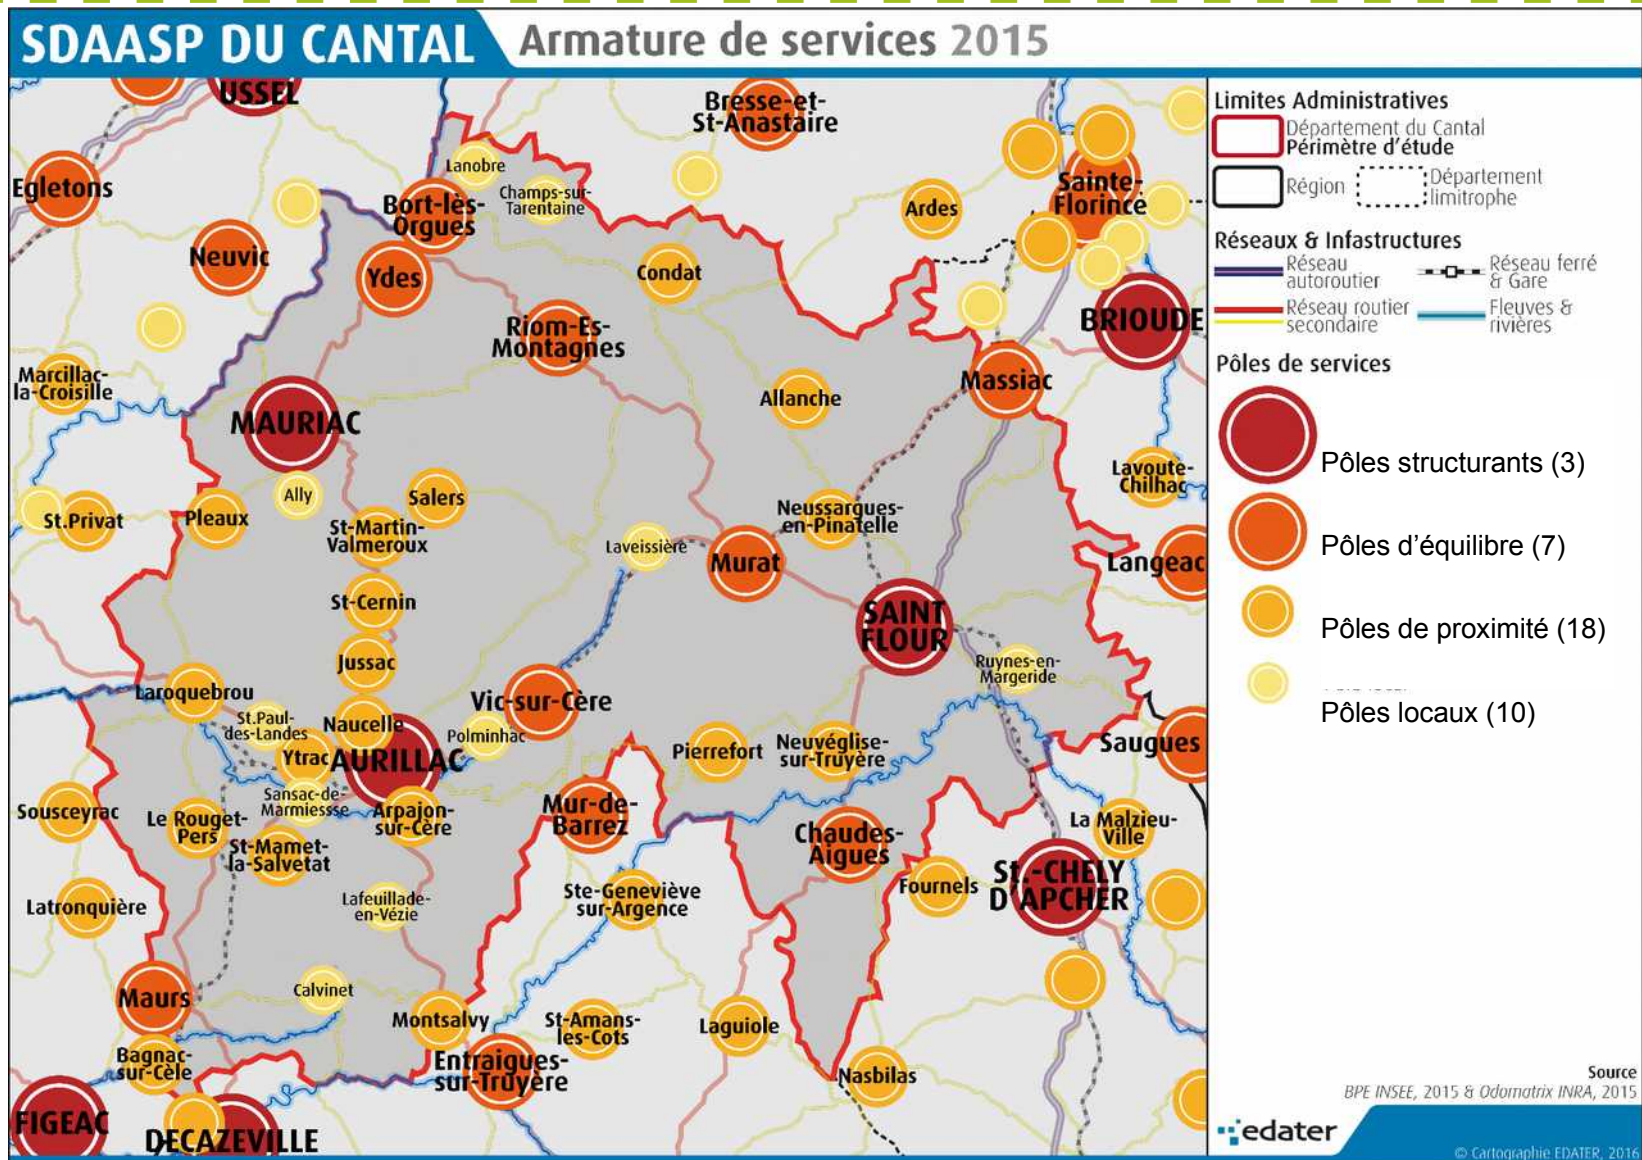 SDAASP DU CANTAL
Armature de services 2015
USSEL
Bresse-et-
St-Anastaire
Lanobre
Egletons
Champs-sur-
Tarentaine
Bort-lès-
Orgues
Sainte-
Florince
Ardes
Neuvic
Ydes
Condat
Riom-Es-
Montagnes
BRIOUDE
Marcillac-
la-Croisille
Massiac
MAURIAC
Allanche
Lavoute-
Chilhac
Ally
Salers
St.Privat
Pleaux
St-Martin-
Valmeroux
Neussargues-
en-Pinatelle
Laveissière
Murat
Langeac
St-Cernin
SAINT
FLOUR
Jussac
Ruynes-en-
Margeride
Laroquebrou
Vic-sur-Cère
St.Paul-
des-Landes
Naucelle
Polminhac
Ytrac
AURILLAC
Pierrefort
Neuvéglise-
sur-Truyère
Saugues
Sansac-de-
Marmiessse
Sousceyrac
Le Rouget-
Pers
Arpajon-
sur-Cère
Mur-de-
Barrez
Chaudes-
Aigues
La Malzieu-
Ville
St-Mamet-
la-Salvetat
Latronquière
Lafeuillade-
en-Vézie
Ste-Geneviève
sur-Argence
Fournels
St.-CHELY
D'APCHER
Maurs
Calvinet
Montsalvy
St-Amans-
les-Cots
Laguiole
Bagnac-
sur-Cèle
Entraigues-
sur-Truyère
Nasbilas
FIGEAC
DECAZEVILLE
Limites Administratives
Département du Cantal
Périmètre d'étude
Région
Département
limitrophe
Réseaux & Infastructures
Réseau
autoroutier
Réseau ferré
& Gare
Réseau routier
secondaire
Fleuves &
rivières
Pôles de services
Pôles structurants (3)
Pôles d'équilibre (7)
Pôles de proximité (18)
Pôles locaux (10)
Source
BPE INSEE, 2015 & Odomatrix INRA, 2015
edater
© Cartographie EDATER, 2016